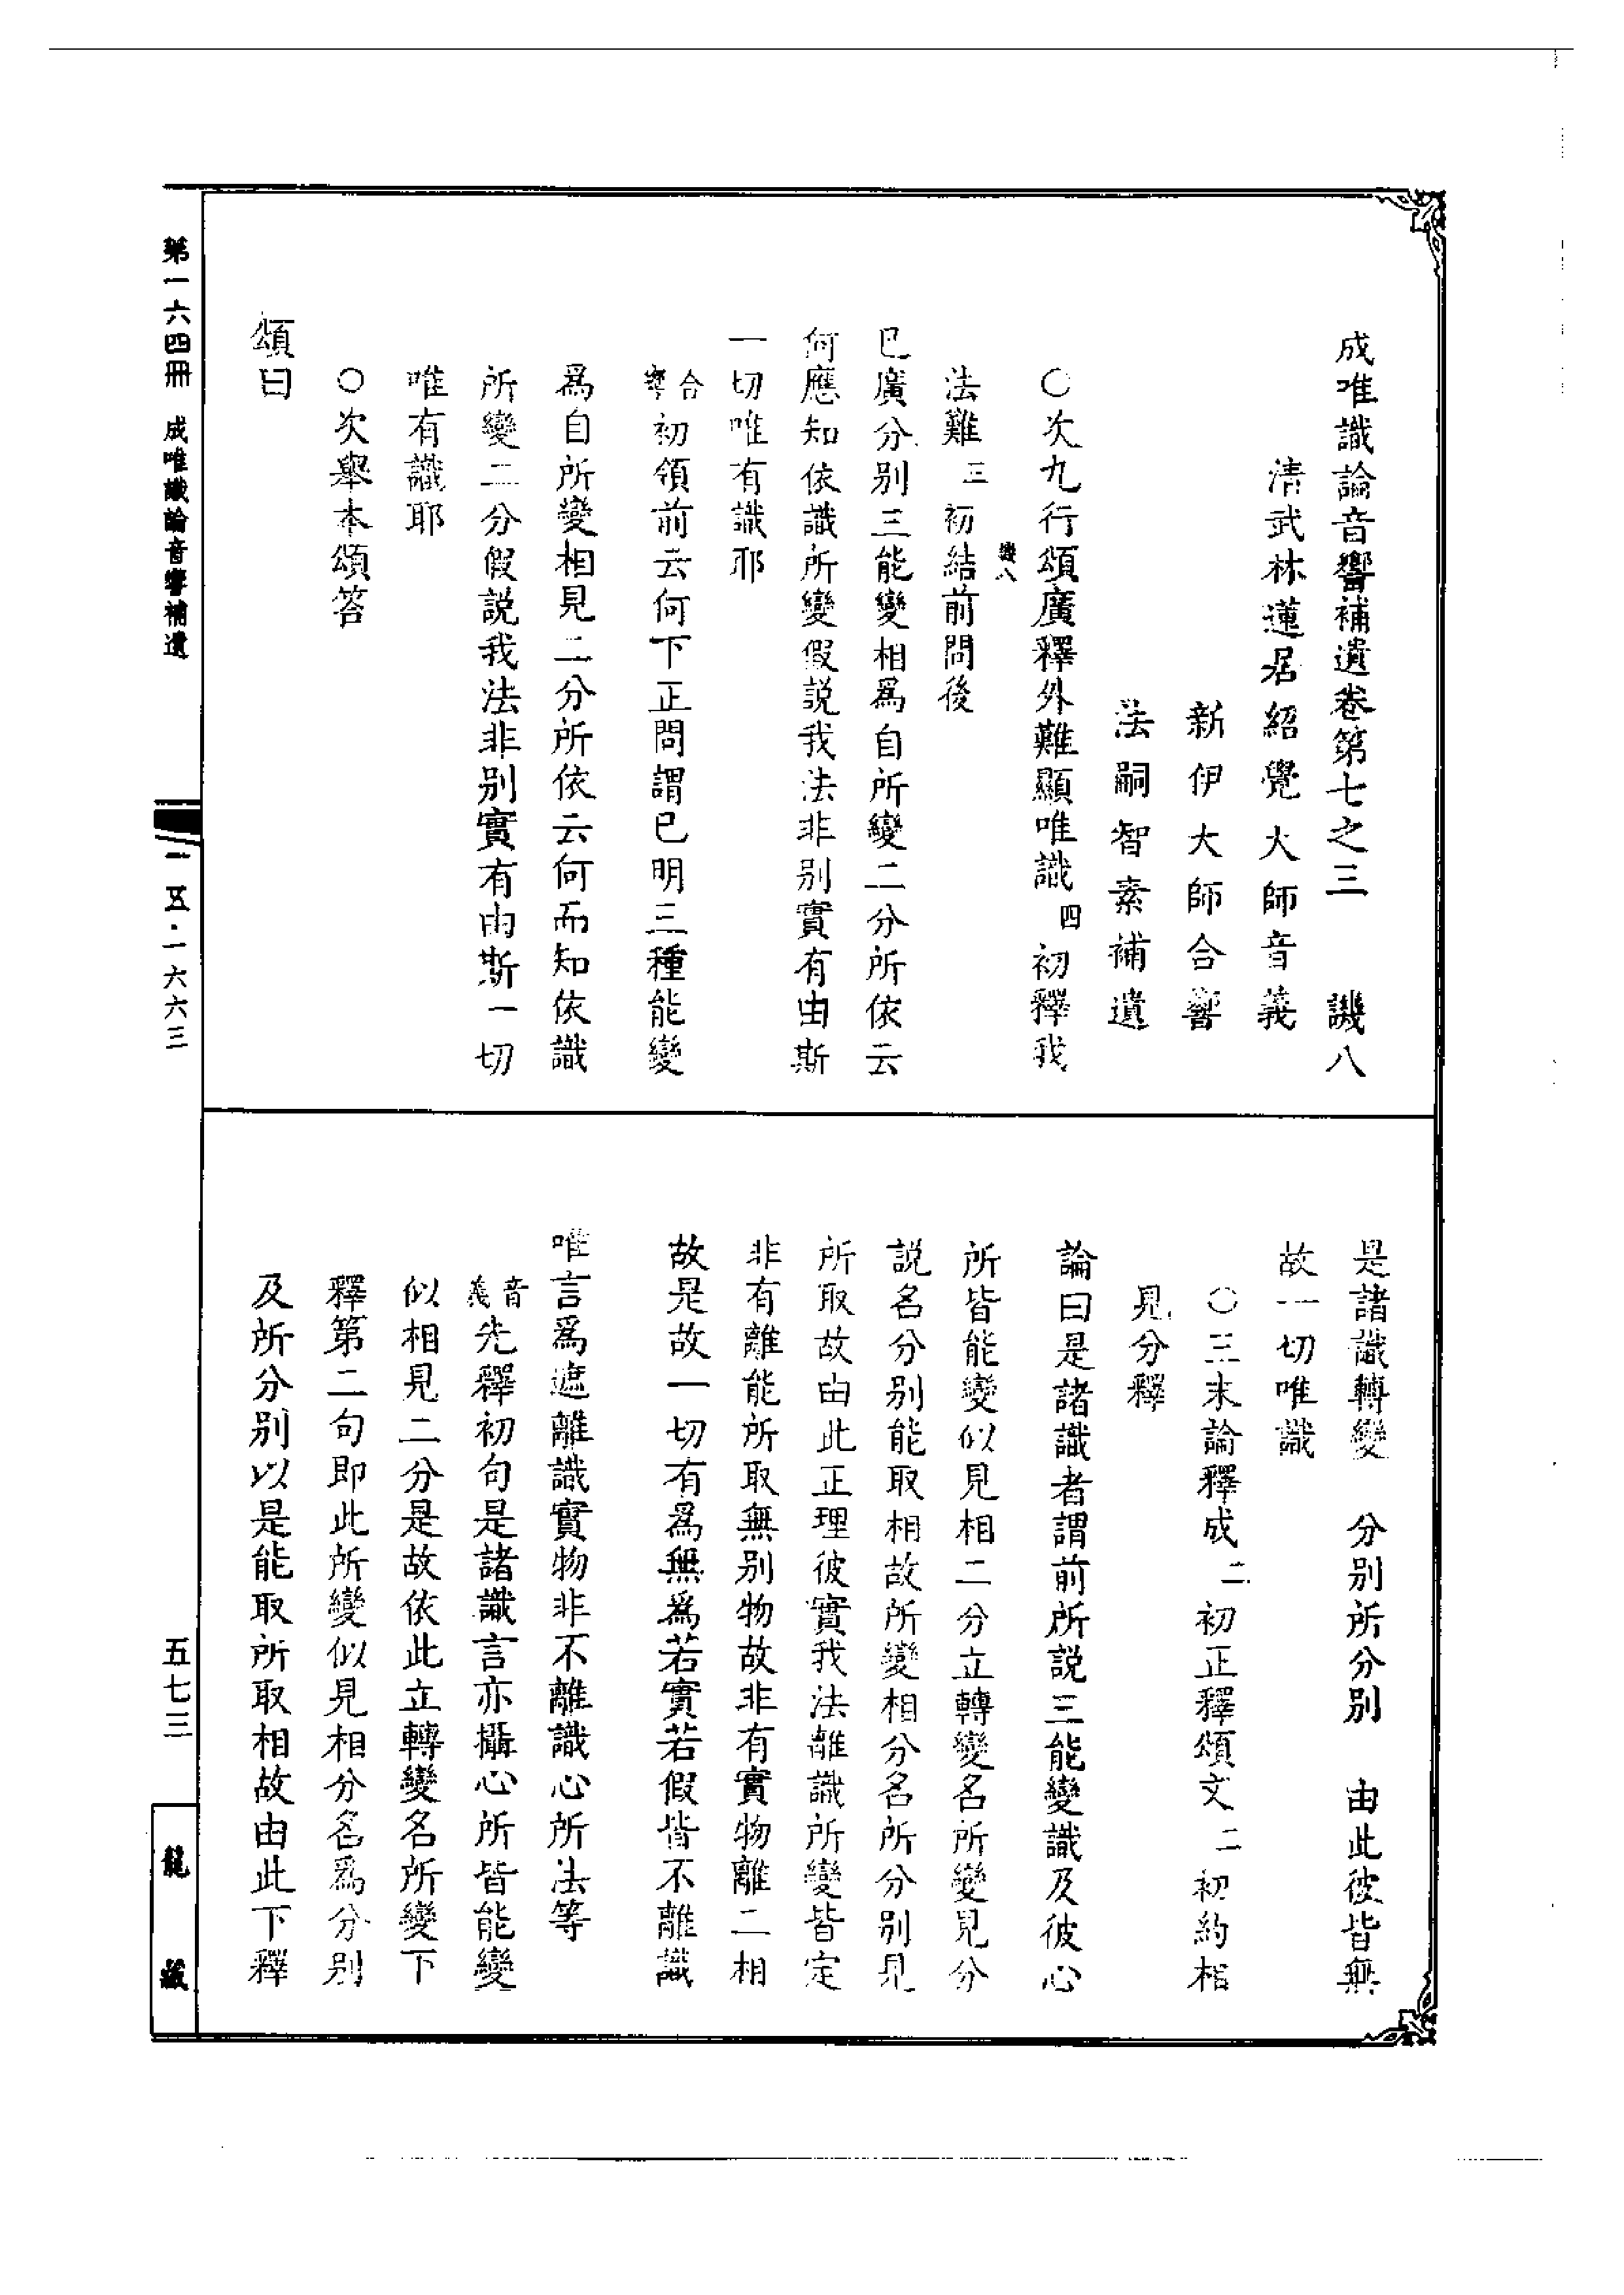 成唯識論音響補遺卷第七之三　譏八
清武林蓮居紹覺大師音義
新伊大師合響
法嗣智素補遺
○次九行頌廣釋外難顯唯識四初釋我
譏八
法難三初結前問後
已廣分别三能變相爲自所變二分所依云
何應知依識所變假説我法非别實有由斯
一切唯有識耶
合響初領前云何下正問謂已明三種能變
爲自所變相見二分所依云何而知依識
所變二分假説我法非别實有由斯一切
唯有識耶
○次舉本頌答
頌曰
是諸識轉變　分别所分别　由此彼皆無
故一切唯識
○三末論釋成二初正釋頌文二初約相
見分釋
論曰是諸識者謂前所説三能變識及彼心
所皆能變似見相二分立轉變名所變見分
説名分别能取相故所變相分名所分别見
所取故由此正理彼實我法離識所變皆定
非有離能所取無别物故非有實物離二相
故是故一切有爲無爲若實若假皆不離識
唯言爲遮離識實物非不離識心所法等
音義先釋初句是諸識言亦攝心所皆能變
似相見二分是故依此立轉變名所變下
釋第二句即此所變似見相分名爲分别
及所分别以是能取所取相故由此下釋
第一六四冊　成唯識論音響補遺
一五·一六六三
五七三
龍藏